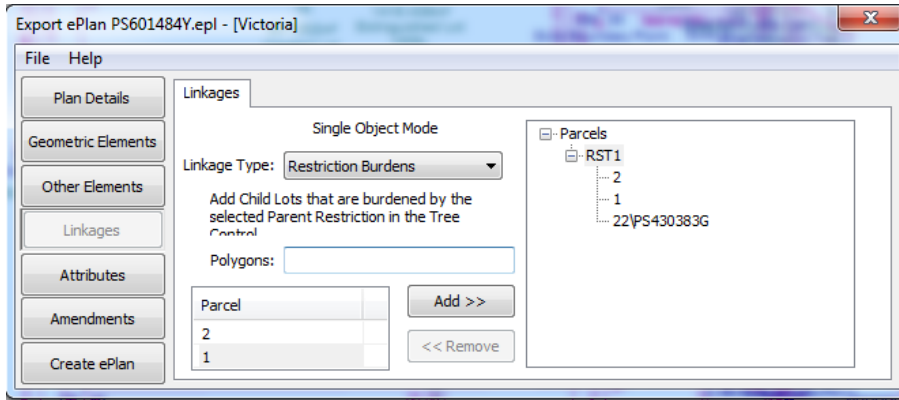 Export ePlan PS601484Y.epl - [Victoria]
File Help
Plan Details
Geometric Elements
Other Elements
Linkages
Attributes
Amendments
Create ePlan
Linkages
Single Object Mode
Linkage Type: Restriction Burdens
Add Child Lots that are burdened by the
selected Parent Restriction in the Tree
Control
Polygons:
Parcel
2
1
Add >>
<< Remove
Parcels
RST1
2
1
22\PS430383G